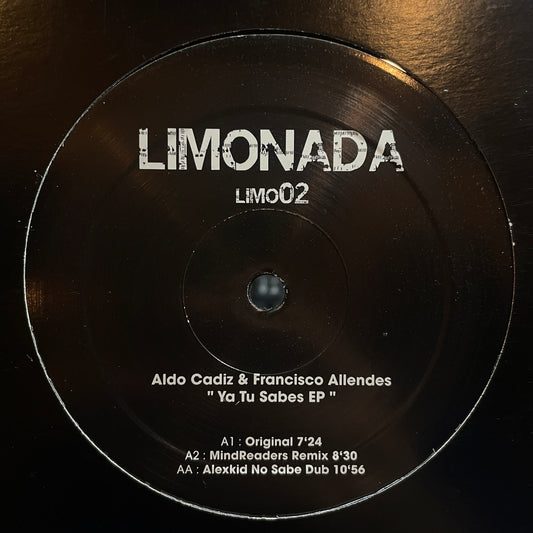 LIMONADA
LIMO02
Aldo Cadiz & Francisco Allendes
" Ya Tu Sabes EP "
A1 : Original 7'24
A2 : MindReaders Remix 8'30
AA : Alexkid No Sabe Dub 10'56